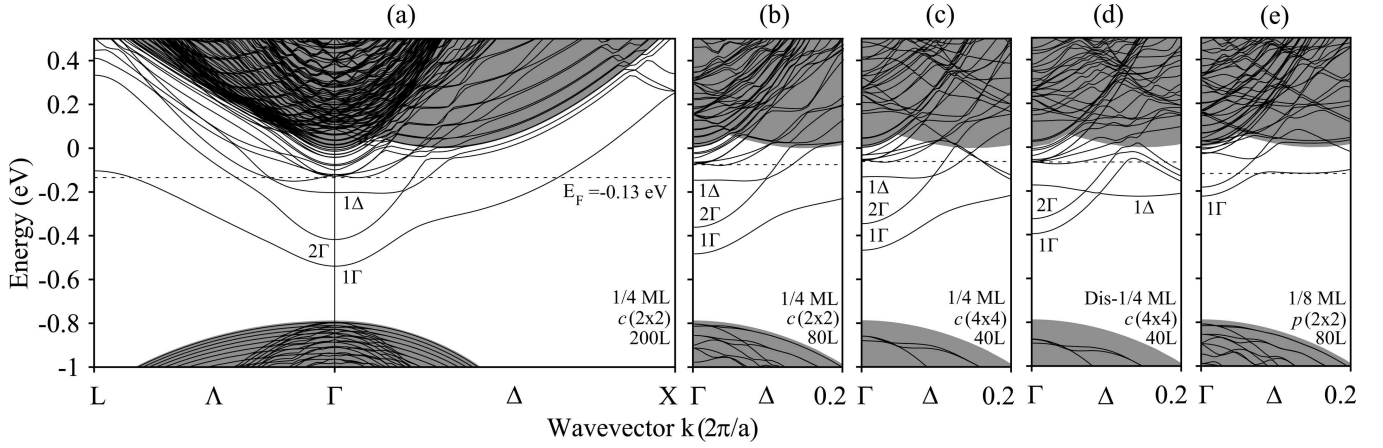 (a) (b) (c) (d) (e)
Energy (eV)
0.4
0.2
0
-0.2
-0.4
-0.6
-0.8
-1
E_F =-0.13 eV
1Δ
2Γ
1Γ
1/4 ML
c(2x2)
200L
1Δ
2Γ
1Γ
1/4 ML
c(2x2)
80L
1Δ
2Γ
1Γ
1/4 ML
c(4x4)
40L
2Γ
1Γ
1Δ
Dis-1/4 ML
c(4x4)
40L
1Γ
1/8 ML
p(2x2)
80L
L Λ Γ Δ X Γ Δ 0.2 Γ Δ 0.2 Γ Δ 0.2 Γ Δ 0.2
Wavevector k(2π/a)